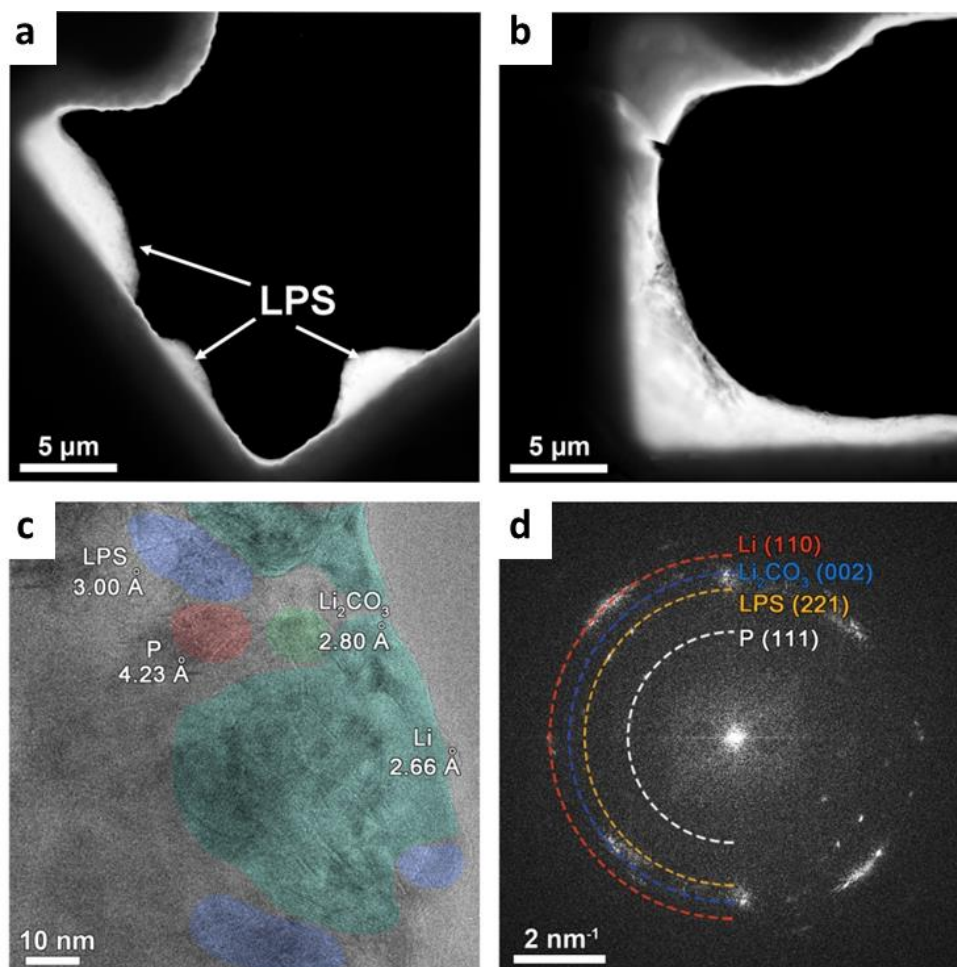 a
LPS
5 µm
b
5 µm
c
LPS
3.00 Å
Li₂CO₃
2.80 Å
P
4.23 Å
Li
2.66 Å
10 nm
d
Li (110)
Li₂CO₃ (002)
LPS (221)
P (111)
2 nm⁻¹